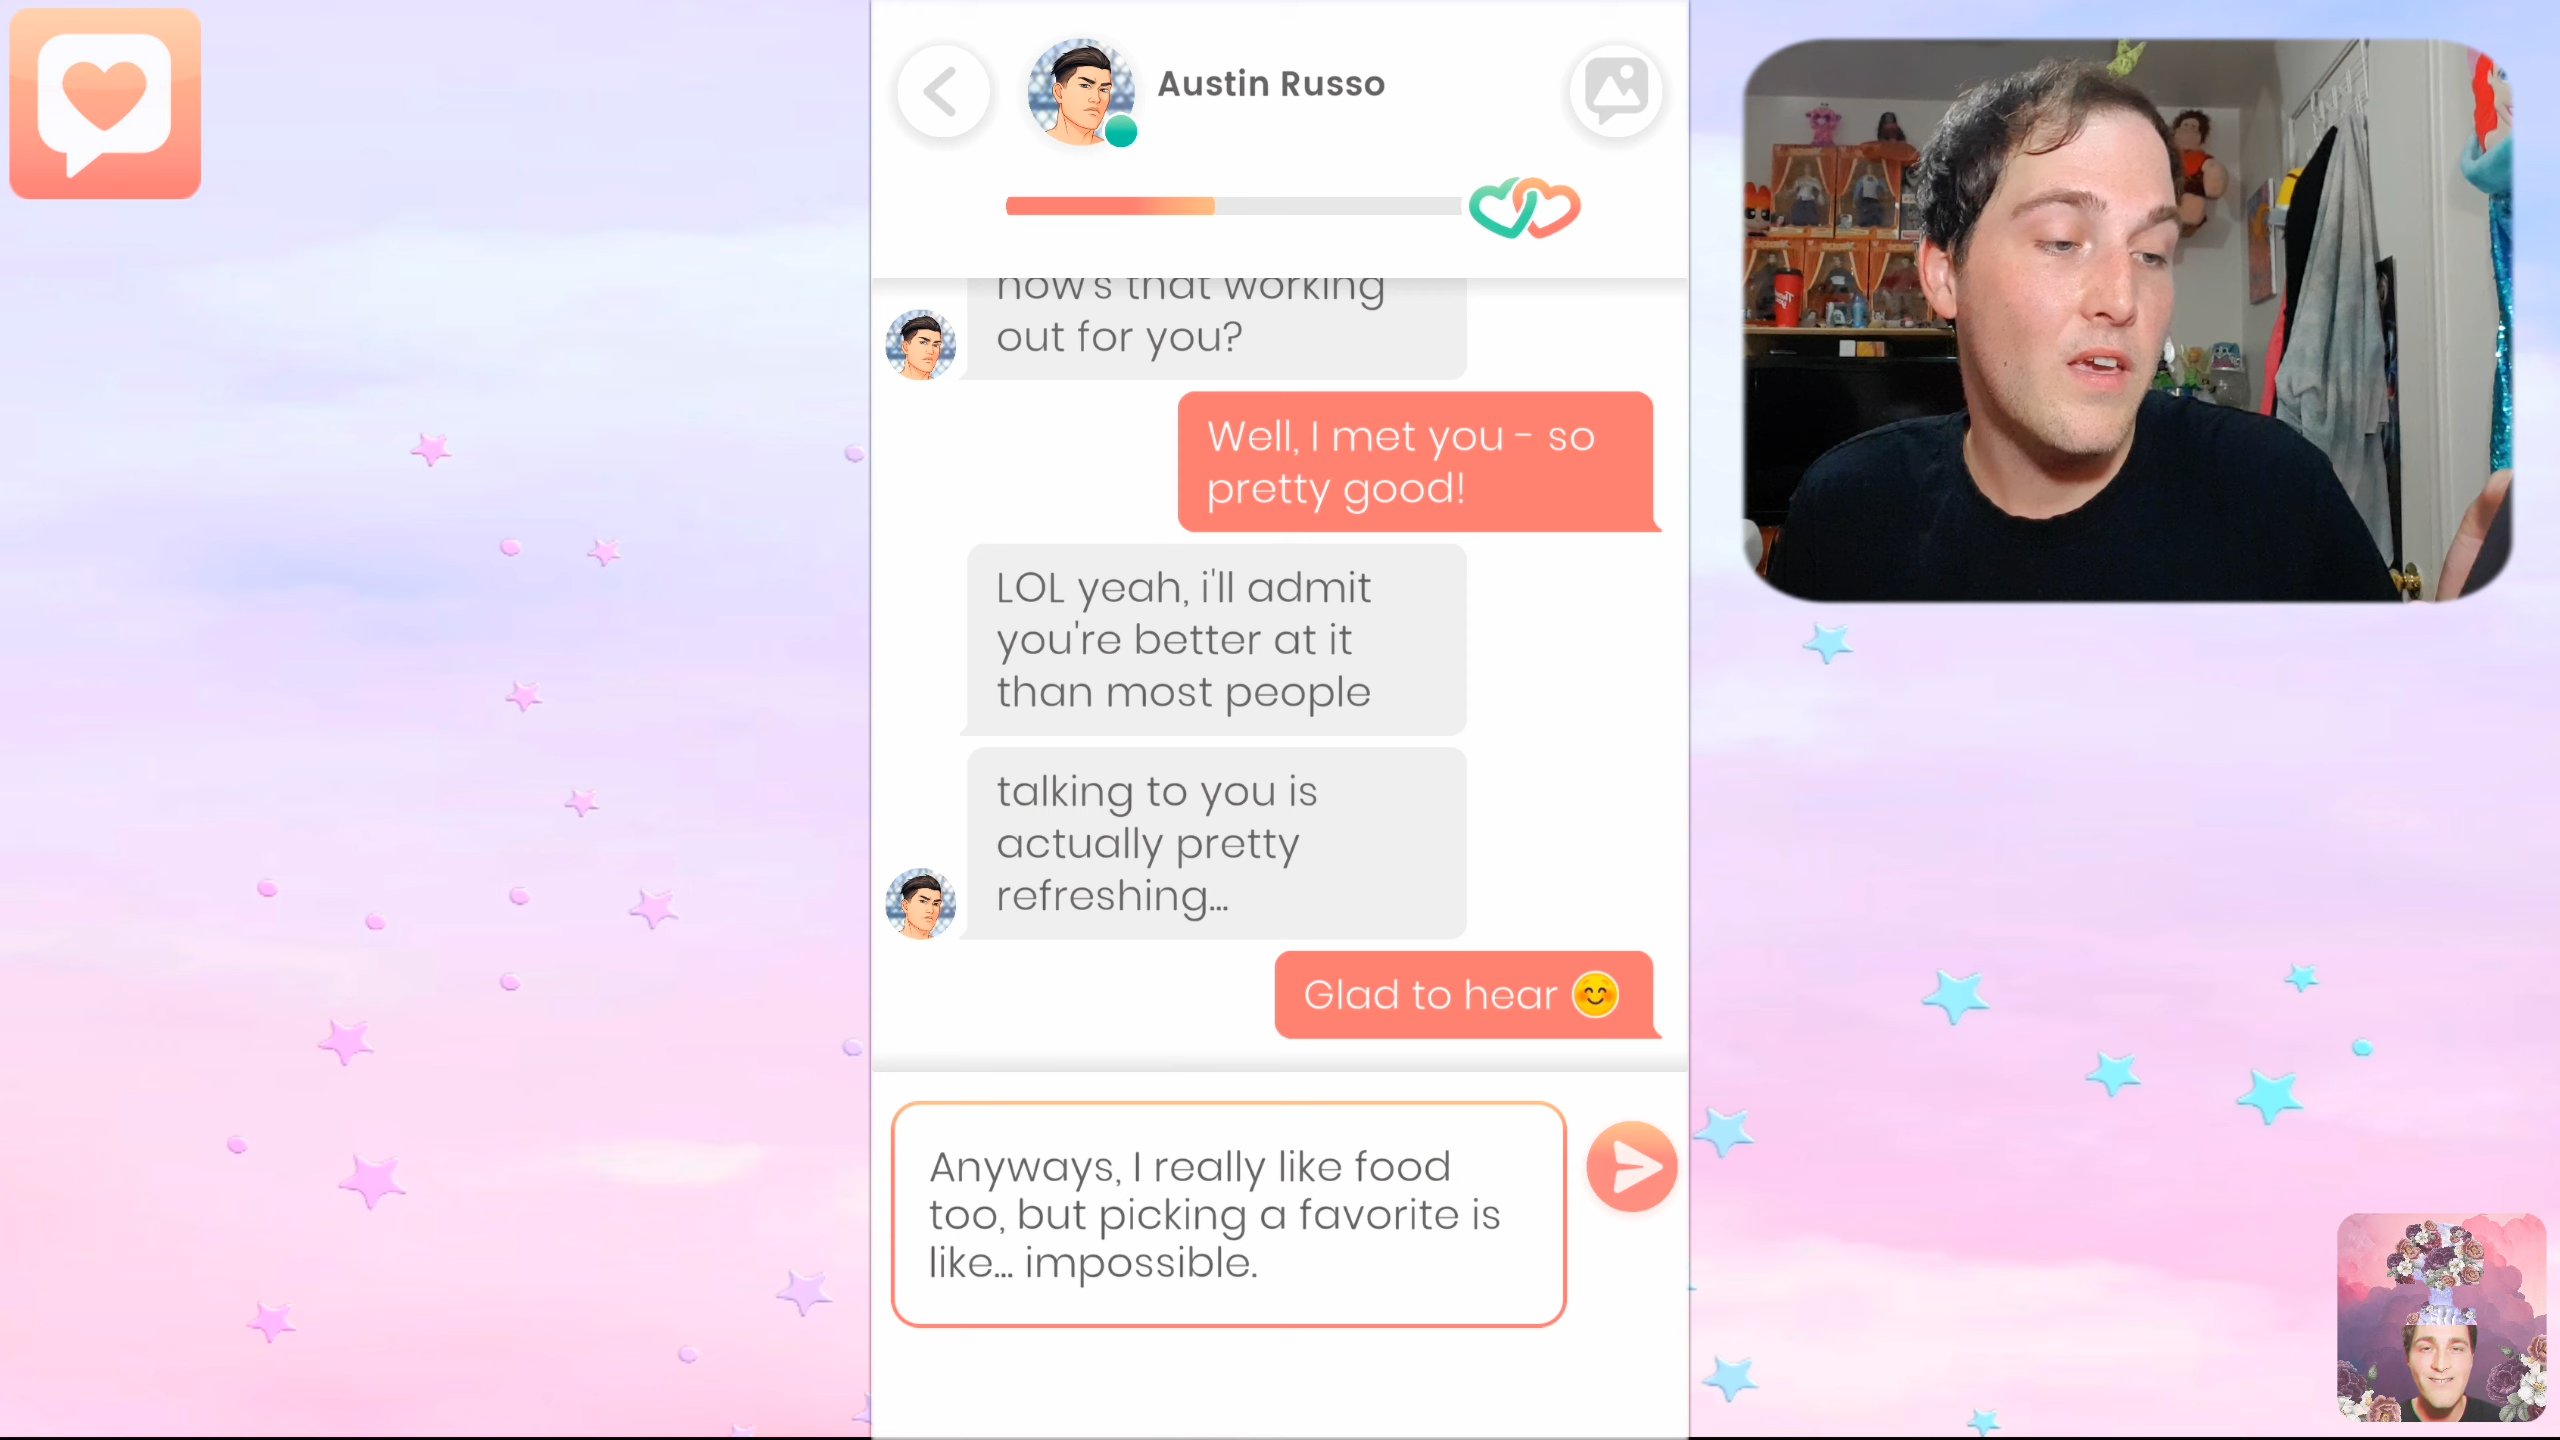 Austin Russo
how's that working
out for you?
Well, I met you - so
pretty good!
LOL yeah, i'll admit
you're better at it
than most people
talking to you is
actually pretty
refreshing...
Glad to hear 😊
Anyways, I really like food
too, but picking a favorite is
like... impossible.